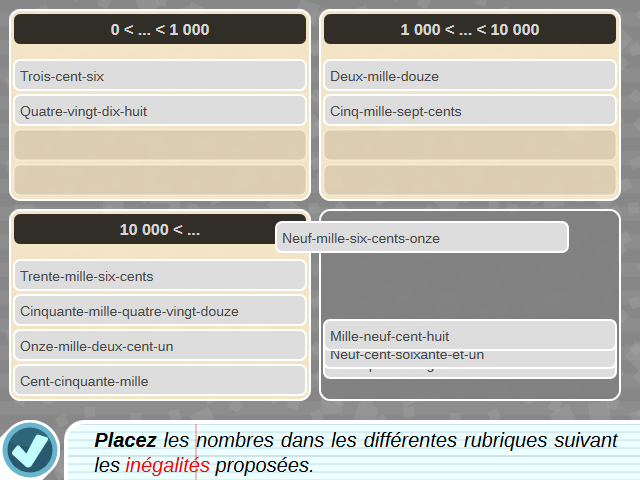 0 < ... < 1 000
Trois-cent-six
Quatre-vingt-dix-huit
1 000 < ... < 10 000
Deux-mille-douze
Cinq-mille-sept-cents
10 000 < ...
Trente-mille-six-cents
Cinquante-mille-quatre-vingt-douze
Onze-mille-deux-cent-un
Cent-cinquante-mille
Neuf-mille-six-cents-onze
Mille-neuf-cent-huit
Neuf-cent-soixante-et-un
Placez les nombres dans les différentes rubriques suivant
les inégalités proposées.